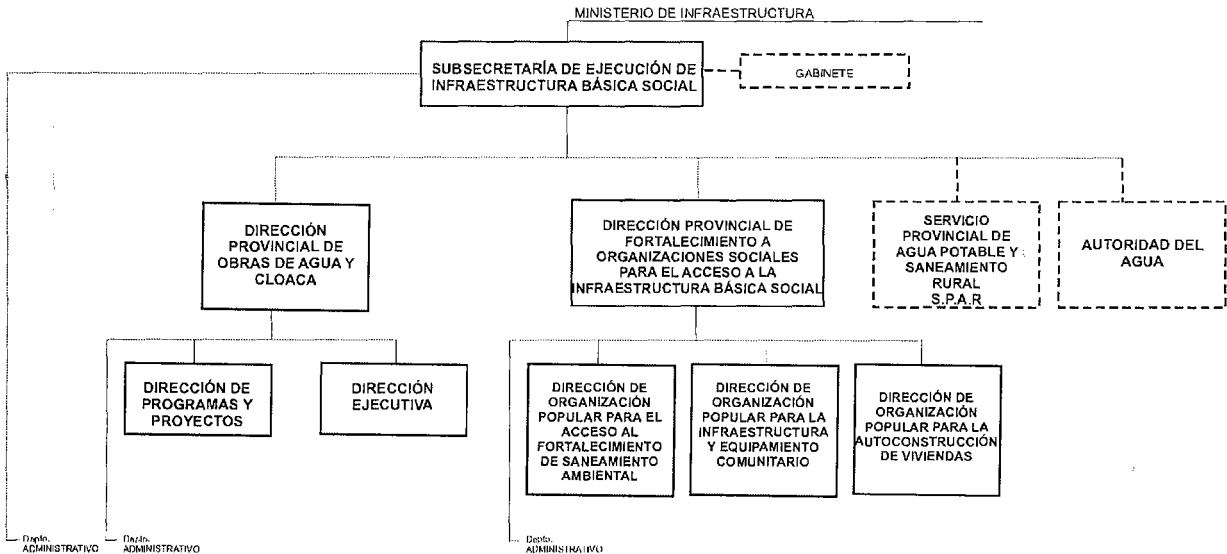 MINISTERIO DE INFRAESTRUCTURA
SUBSECRETARÍA DE EJECUCIÓN DE
INFRAESTRUCTURA BÁSICA SOCIAL
GABINETE
DIRECCIÓN
PROVINCIAL DE
OBRAS DE AGUA Y
CLOACA
DIRECCIÓN PROVINCIAL DE
FORTALECIMIENTO A
ORGANIZACIONES SOCIALES
PARA EL ACCESO A LA
INFRAESTRUCTURA BÁSICA SOCIAL
SERVICIO
PROVINCIAL DE
AGUA POTABLE Y
SANEAMIENTO
RURAL
S.P.A.R
AUTORIDAD DEL
AGUA
DIRECCIÓN DE
PROGRAMAS Y
PROYECTOS
DIRECCIÓN
EJECUTIVA
DIRECCIÓN DE
ORGANIZACIÓN
POPULAR PARA EL
ACCESO AL
FORTALECIMIENTO
DE SANEAMIENTO
AMBIENTAL
DIRECCIÓN DE
ORGANIZACIÓN
POPULAR PARA LA
INFRAESTRUCTURA
Y EQUIPAMIENTO
COMUNITARIO
DIRECCIÓN DE
ORGANIZACIÓN
POPULAR PARA LA
AUTOCONSTRUCCIÓN
DE VIVIENDAS
Depto.
ADMINISTRATIVO
Depto.
ADMINISTRATIVO
Depto.
ADMINISTRATIVO